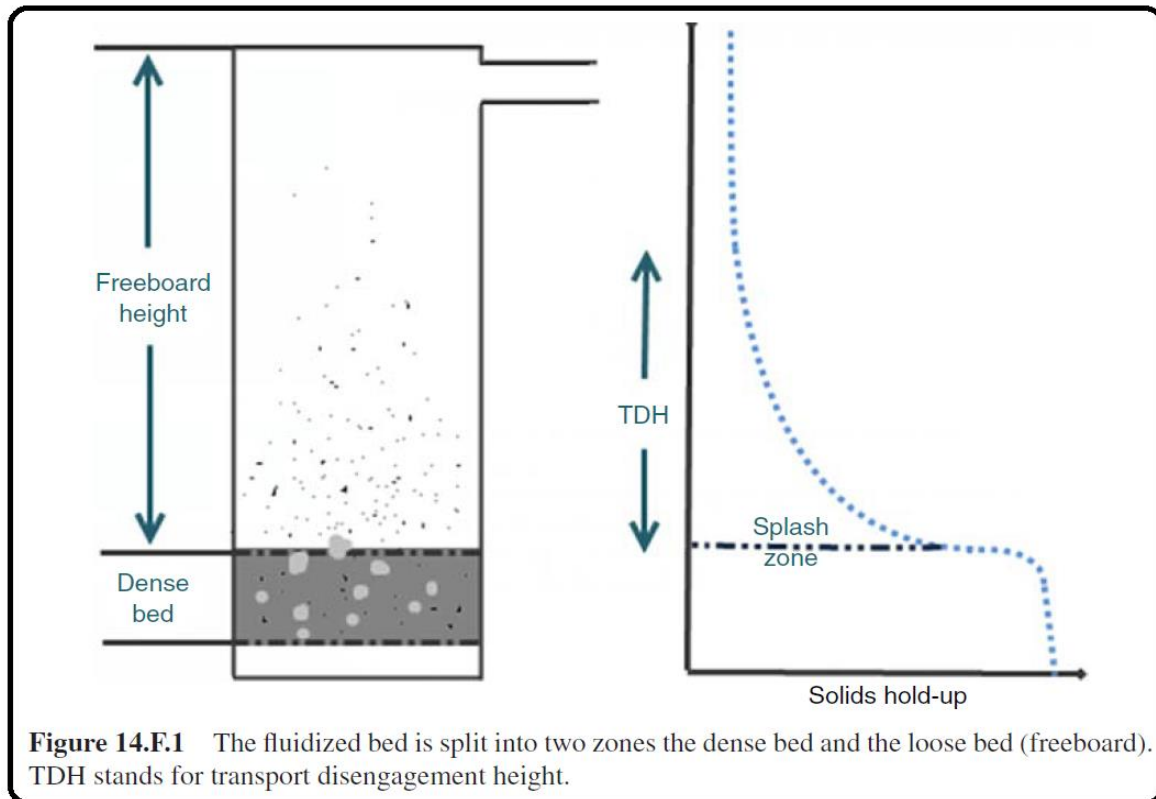 Freeboard
height
Dense
bed
TDH
Splash
zone
Solids hold-up
Figure 14.F.1 The fluidized bed is split into two zones the dense bed and the loose bed (freeboard).
TDH stands for transport disengagement height.